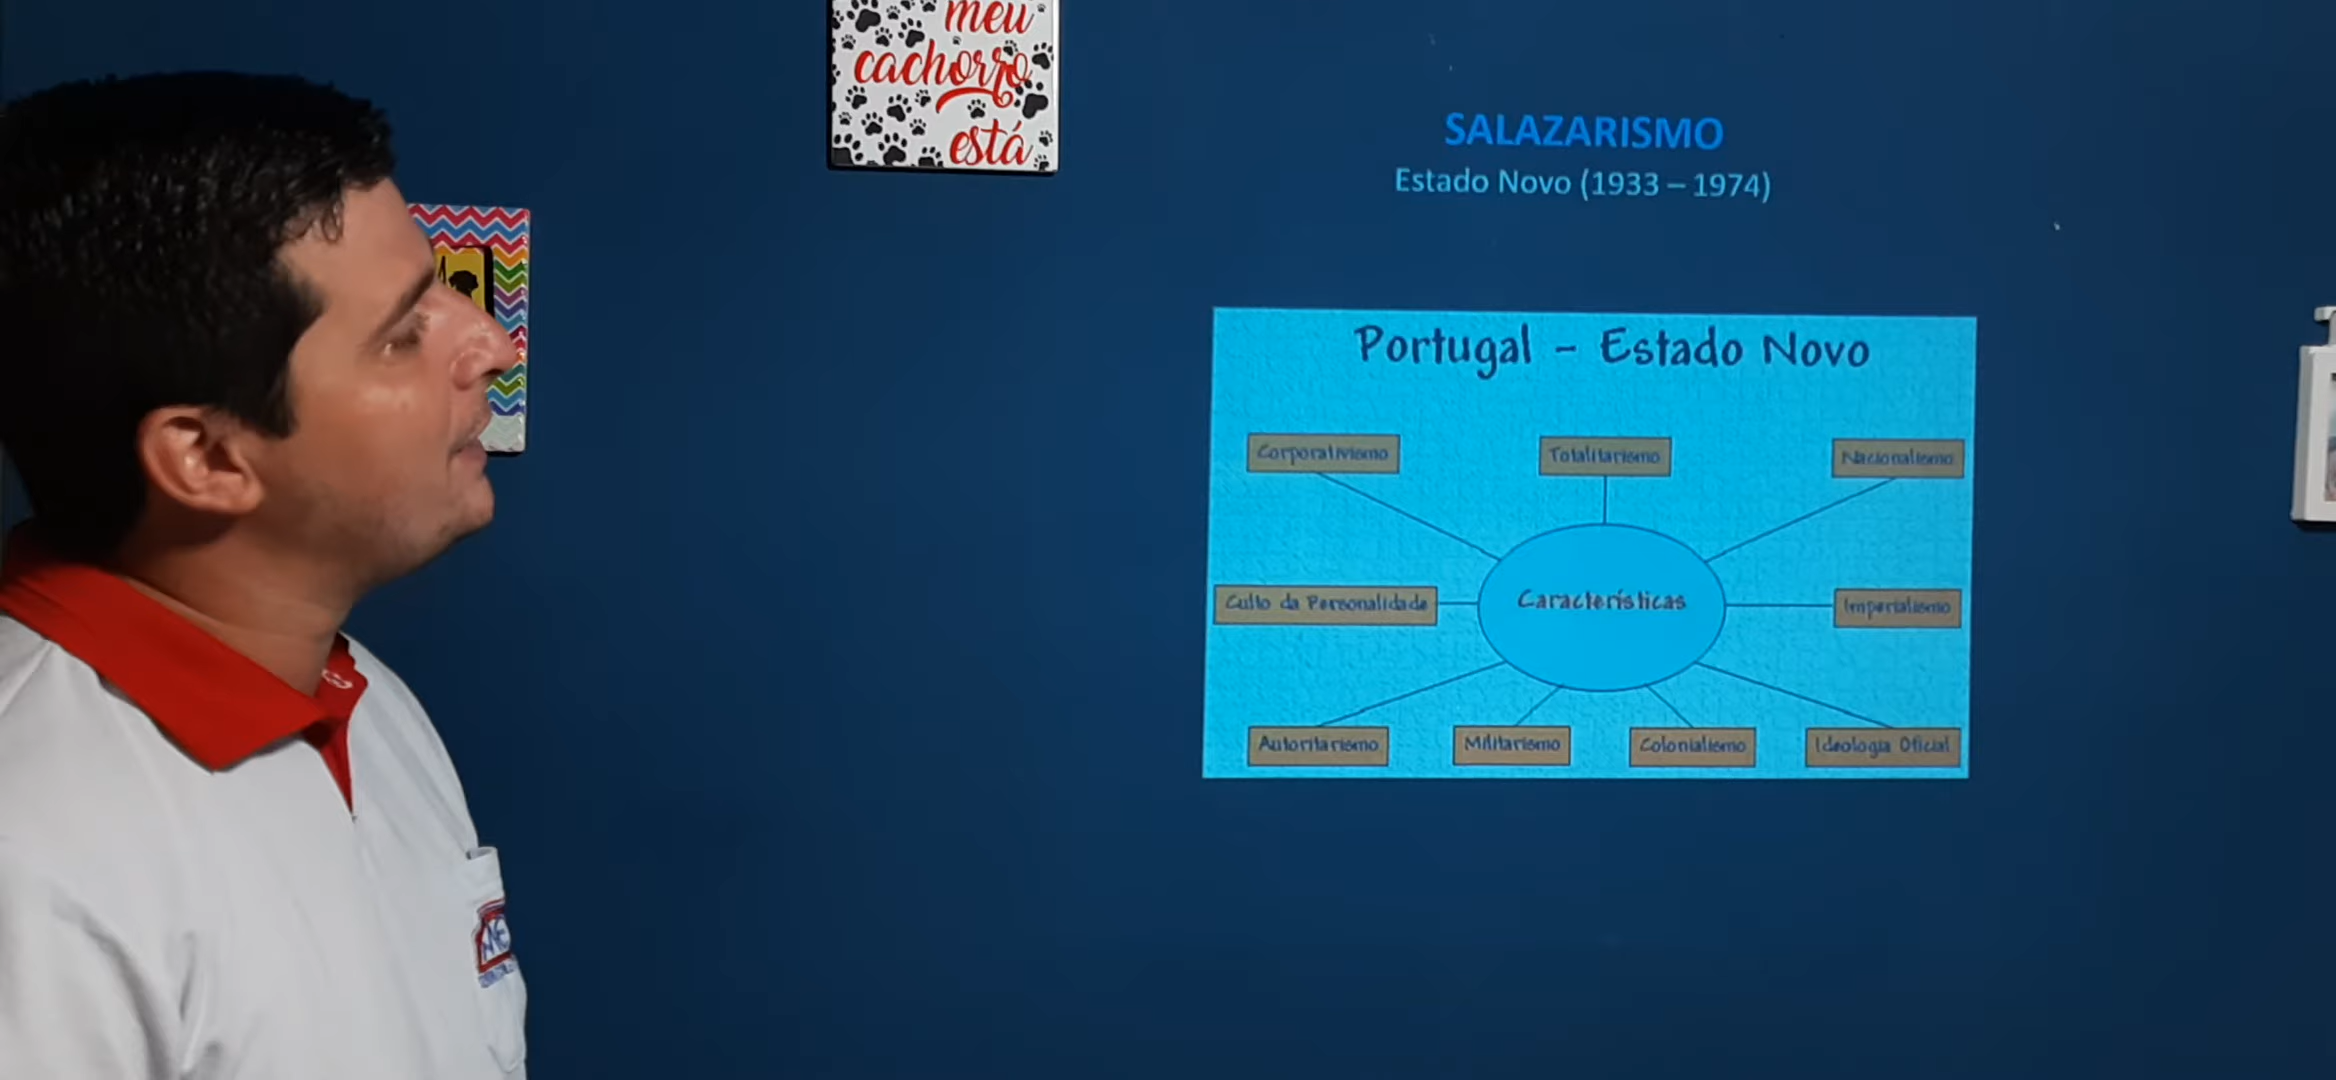 meu
cachorro
está
SALAZARISMO
Estado Novo (1933 – 1974)
Portugal – Estado Novo
Corporativismo
Totalitarismo
Nacionalismo
Culto da Personalidade
Características
Imperialismo
Autoritarismo
Militarismo
Colonialismo
Ideologia Oficial